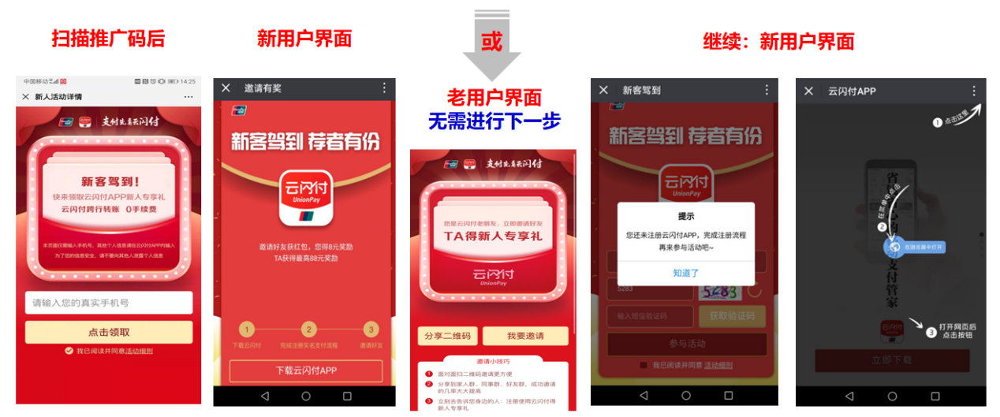 扫描推广码后
新用户界面
或
老用户界面
无需进行下一步
继续：新用户界面
中国移动 14:25
新人活动详情
支付先看云闪付
新客驾到！
快来领取云闪付APP新人专享礼
云闪付跨行转账 0手续费
本页面仅需输入手机号，其他个人信息请在云闪付APP内输入
为了您的信息安全，请不要向其他人泄露个人信息
请输入您的真实手机号
点击领取
我已阅读并同意活动细则
邀请有奖
新客驾到 荐者有份
云闪付
UnionPay
邀请好友获红包，您得8元奖励
TA获得最高88元奖励
1 2 3
下载云闪付 完成注册实名支付流程 邀请好友
下载云闪付APP
支付先看云闪付
您是云闪付老朋友，立即邀请好友
TA得新人专享礼
云闪付
UnionPay
分享二维码 我要邀请
邀请小技巧
1 面对面扫二维码邀请更方便
2 分享到家人群、同事群、好友群，成功邀请
的几率大大提高
3 立刻去告诉您身边的人：注册使用云闪付得
新人专享礼
新客驾到
新客驾到 荐者有份
云闪付
UnionPay
提示
您还未注册云闪付APP，完成注册流程
再来参与活动吧~
知道了
5283 5283
输入短信验证码 获取验证码
参与活动
我已阅读并同意 活动细则
云闪付APP
1 点击这里
在菜单中点击
2
在浏览器中打开
支付管家
云闪付
3 打开网页后
点击按钮
立即下载